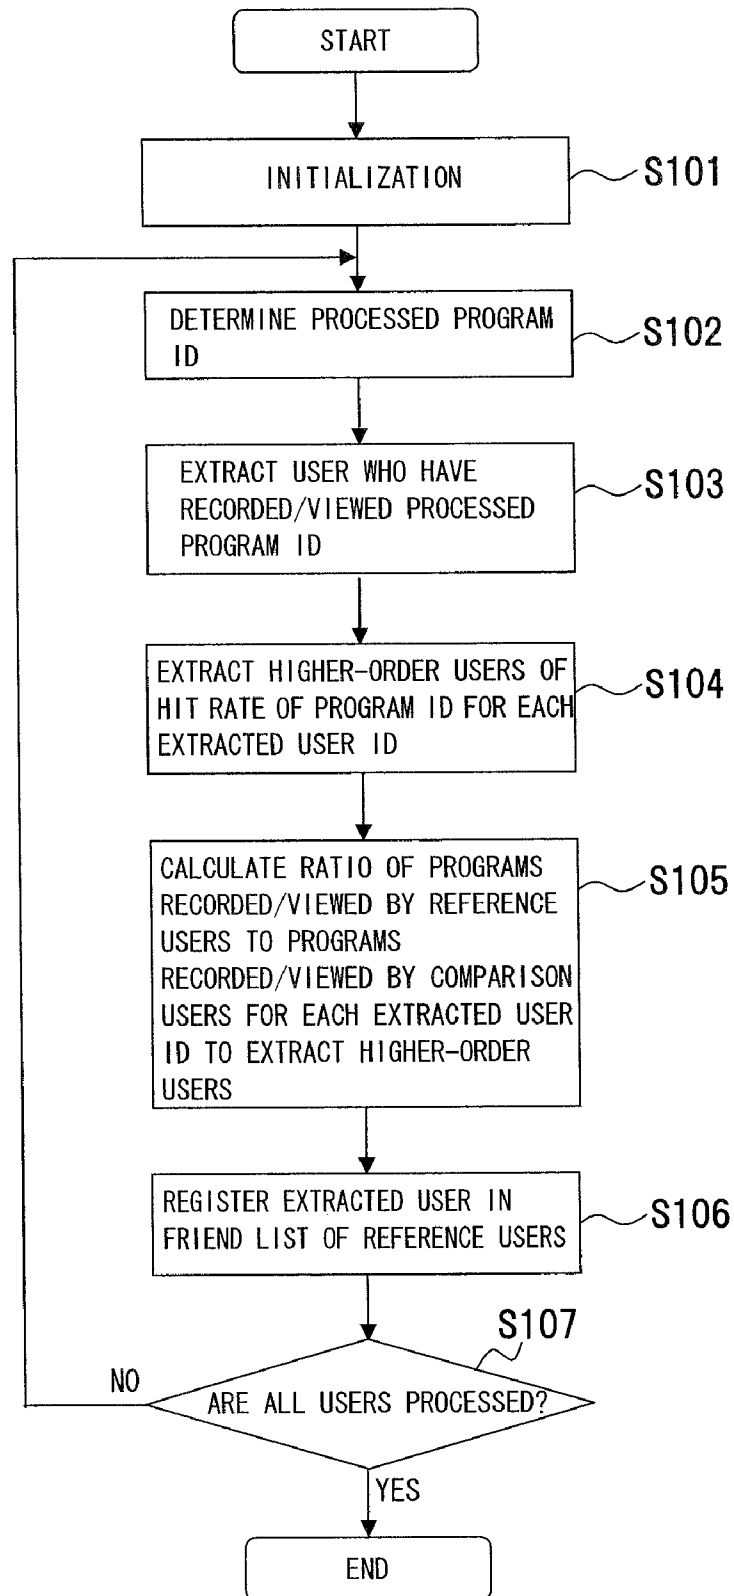 START
INITIALIZATION
S101
DETERMINE PROCESSED PROGRAM
ID
S102
EXTRACT USER WHO HAVE
RECORDED/VIEWED PROCESSED
PROGRAM ID
S103
EXTRACT HIGHER-ORDER USERS OF
HIT RATE OF PROGRAM ID FOR EACH
EXTRACTED USER ID
S104
CALCULATE RATIO OF PROGRAMS
RECORDED/VIEWED BY REFERENCE
USERS TO PROGRAMS
RECORDED/VIEWED BY COMPARISON
USERS FOR EACH EXTRACTED USER
ID TO EXTRACT HIGHER-ORDER
USERS
S105
REGISTER EXTRACTED USER IN
FRIEND LIST OF REFERENCE USERS
S106
S107
NO
ARE ALL USERS PROCESSED?
YES
END